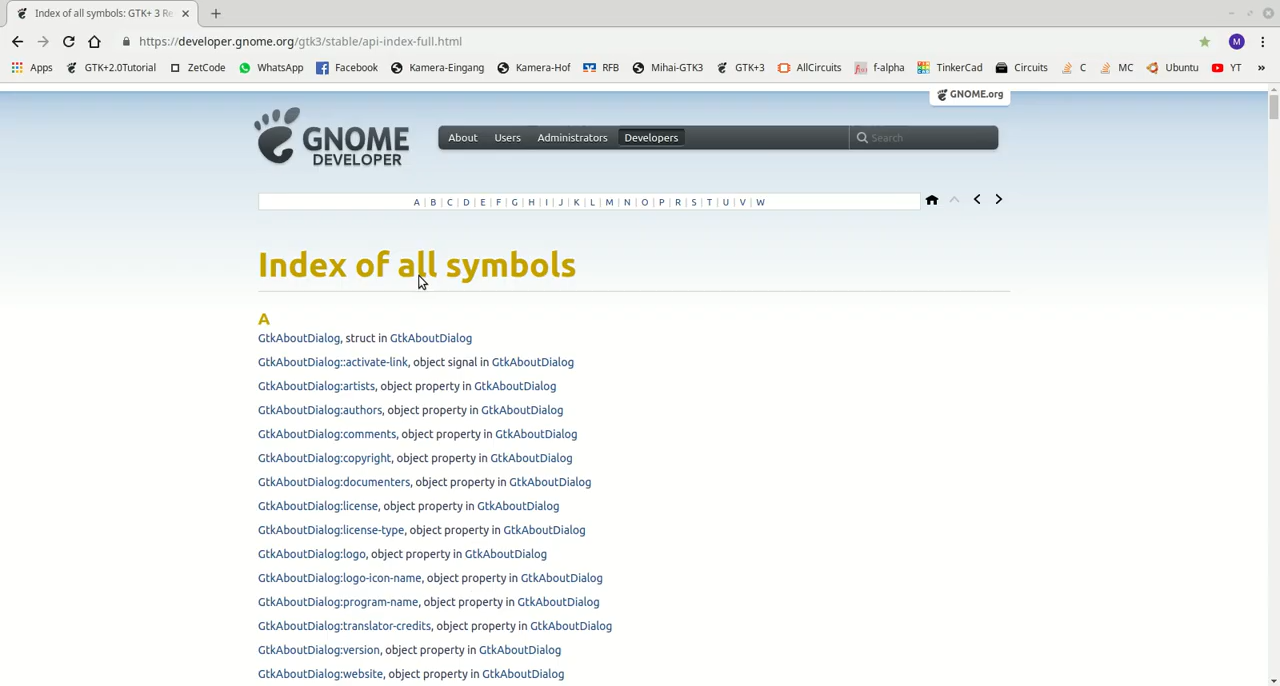 Index of all symbols: GTK+ 3 Re
https://developer.gnome.org/gtk3/stable/api-index-full.html
M
Apps GTK+2.0Tutorial ZetCode WhatsApp Facebook Kamera-Eingang Kamera-Hof RFB Mihai-GTK3 GTK+3 AllCircuits f-alpha TinkerCad Circuits C MC Ubuntu YT »
GNOME.org
GNOME
DEVELOPER
About Users Administrators Developers Search
A | B | C | D | E | F | G | H | I | J | K | L | M | N | O | P | R | S | T | U | V | W
Index of all symbols
A
GtkAboutDialog, struct in GtkAboutDialog
GtkAboutDialog::activate-link, object signal in GtkAboutDialog
GtkAboutDialog:artists, object property in GtkAboutDialog
GtkAboutDialog:authors, object property in GtkAboutDialog
GtkAboutDialog:comments, object property in GtkAboutDialog
GtkAboutDialog:copyright, object property in GtkAboutDialog
GtkAboutDialog:documenters, object property in GtkAboutDialog
GtkAboutDialog:license, object property in GtkAboutDialog
GtkAboutDialog:license-type, object property in GtkAboutDialog
GtkAboutDialog:logo, object property in GtkAboutDialog
GtkAboutDialog:logo-icon-name, object property in GtkAboutDialog
GtkAboutDialog:program-name, object property in GtkAboutDialog
GtkAboutDialog:translator-credits, object property in GtkAboutDialog
GtkAboutDialog:version, object property in GtkAboutDialog
GtkAboutDialog:website, object property in GtkAboutDialog